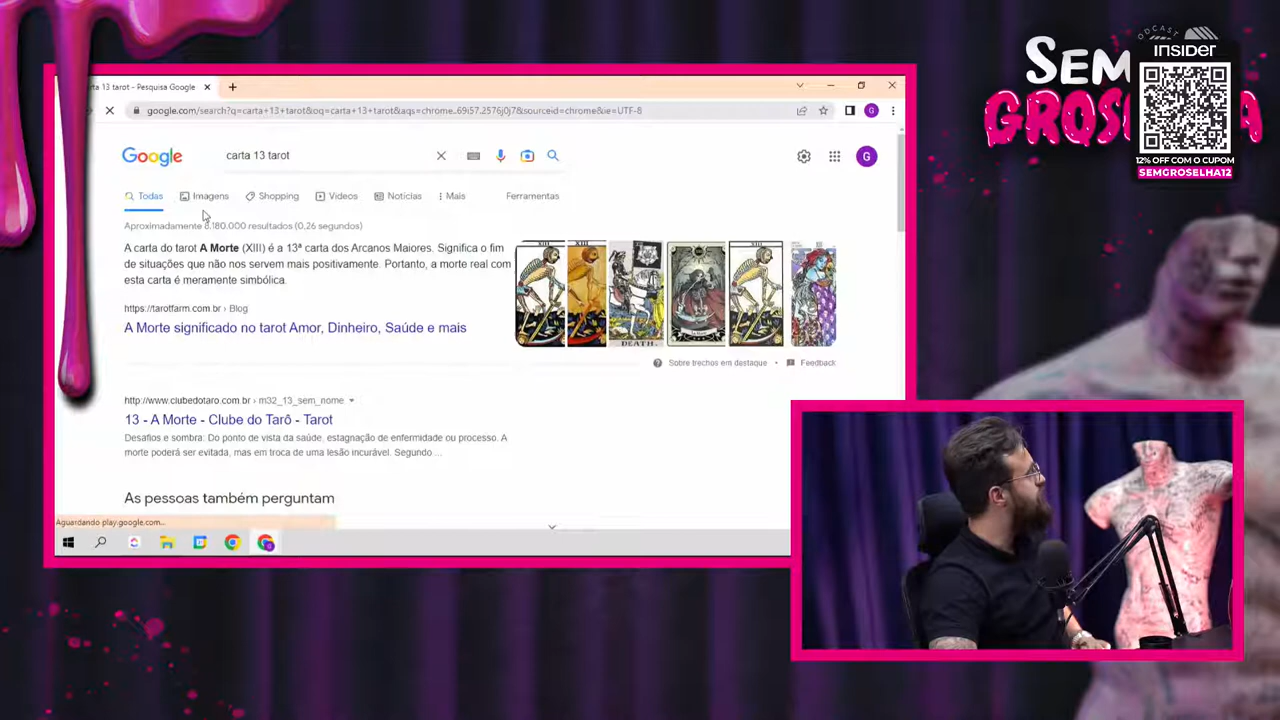 carta 13 tarot - Pesquisa Google
google.com/search?q=carta+13+tarot&oq=carta+13+tarot&aqs=chrome..69i57.2576j0j7&sourceid=chrome&ie=UTF-8
G
Google
carta 13 tarot
G
Todas
Imagens
Shopping
Vídeos
Notícias
Mais
Ferramentas
Aproximadamente 8.180.000 resultados (0,26 segundos)
A carta do tarot A Morte (XIII) é a 13ª carta dos Arcanos Maiores. Significa o fim
de situações que não nos servem mais positivamente. Portanto, a morte real com
esta carta é meramente simbólica.
DEATH.
https://tarotfarm.com.br › Blog
A Morte significado no tarot Amor, Dinheiro, Saúde e mais
Sobre trechos em destaque
Feedback
http://www.clubedotaro.com.br › m32_13_sem_nome
13 - A Morte - Clube do Tarô - Tarot
Desafios e sombra: Do ponto de vista da saúde, estagnação de enfermidade ou processo. A
morte poderá ser evitada, mas em troca de uma lesão incurável. Segundo ...
As pessoas também perguntam
Aguardando play.google.com...
SEM
ODCAST
INSIDER
12% OFF COM O CUPOM
SEMGROSELHA12